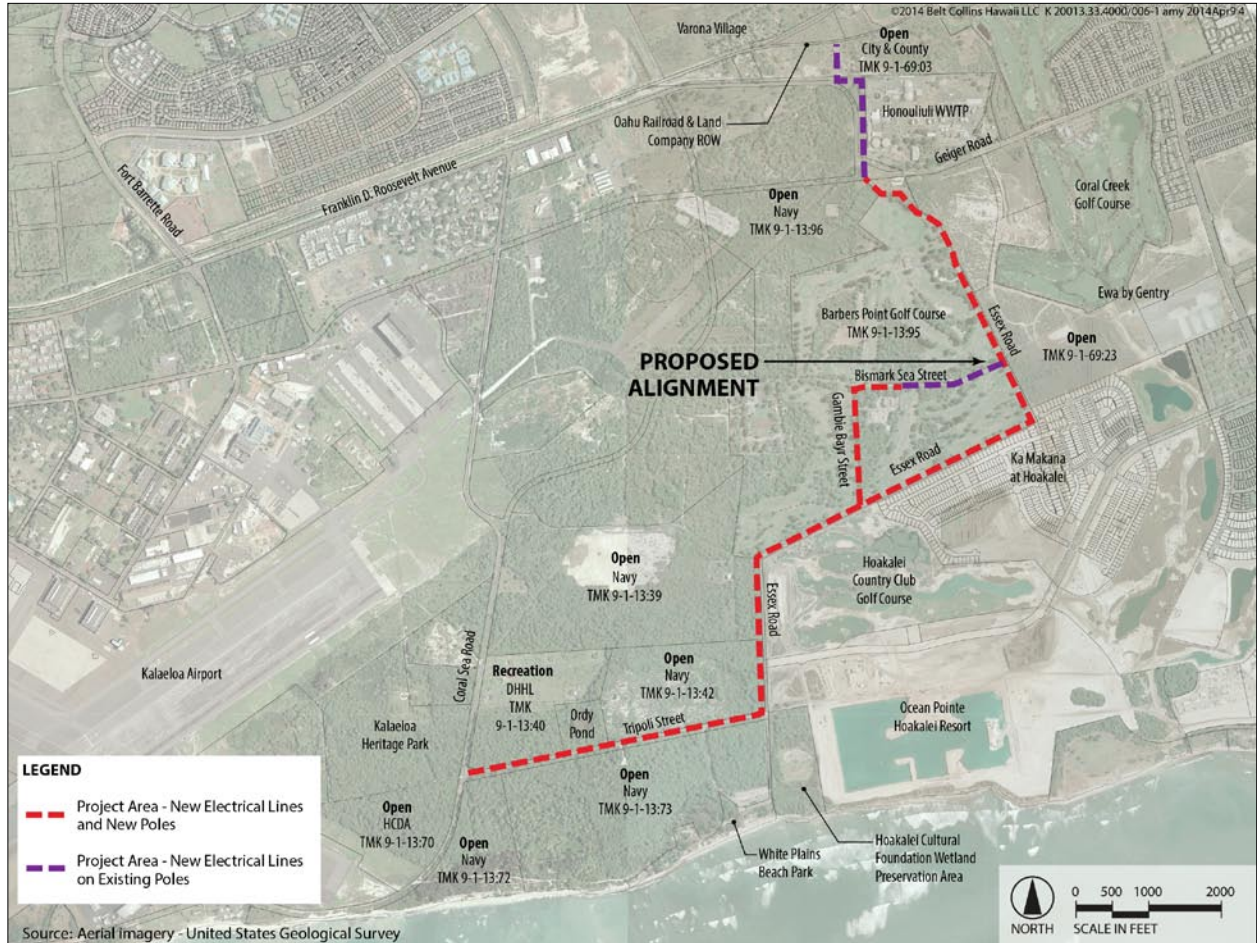 ©2014 Belt Collins Hawaii LLC K 20013.33.4000/006-1 amy 2014Apr9 4
Varona Village
Open
City & County
TMK 9-1-69:03
Oahu Railroad & Land
Company ROW
Honouliuli WWTP
Geiger Road
Fort Barrette Road
Franklin D. Roosevelt Avenue
Open
Navy
TMK 9-1-13:96
Coral Creek
Golf Course
Ewa by Gentry
Barbers Point Golf Course
TMK 9-1-13:95
Essex Road
Open
TMK 9-1-69:23
PROPOSED
ALIGNMENT
Bismark Sea Street
Gambie Bayr Street
Essex Road
Ka Makana
at Hoakalei
Open
Navy
TMK 9-1-13:39
Hoakalei
Country Club
Golf Course
Essex Road
Coral Sea Road
Kalaeloa Airport
Recreation
DHHL
TMK
9-1-13:40
Ordy
Pond
Open
Navy
TMK 9-1-13:42
Tripoli Street
Ocean Pointe
Hoakalei Resort
Kalaeloa
Heritage Park
Open
Navy
TMK 9-1-13:73
Open
HCDA
TMK 9-1-13:70
Open
Navy
TMK 9-1-13:72
White Plains
Beach Park
Hoakalei Cultural
Foundation Wetland
Preservation Area
LEGEND
Project Area - New Electrical Lines
and New Poles
Project Area - New Electrical Lines
on Existing Poles
NORTH
0 500 1000 2000
SCALE IN FEET
Source: Aerial imagery - United States Geological Survey